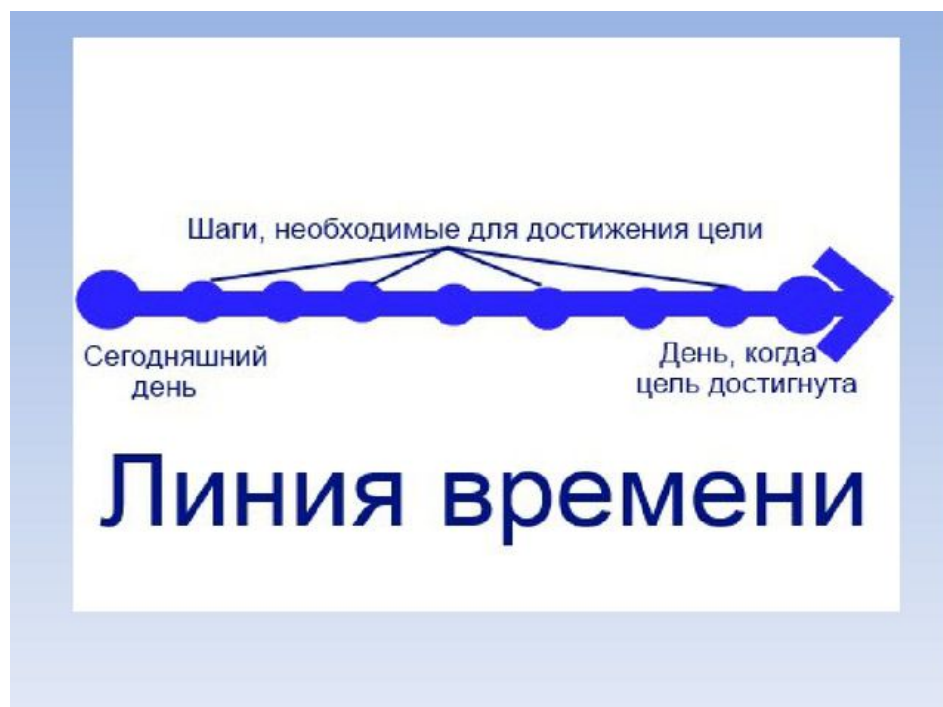 Шаги, необходимые для достижения цели
Сегодняшний
день
День, когда
цель достигнута
Линия времени